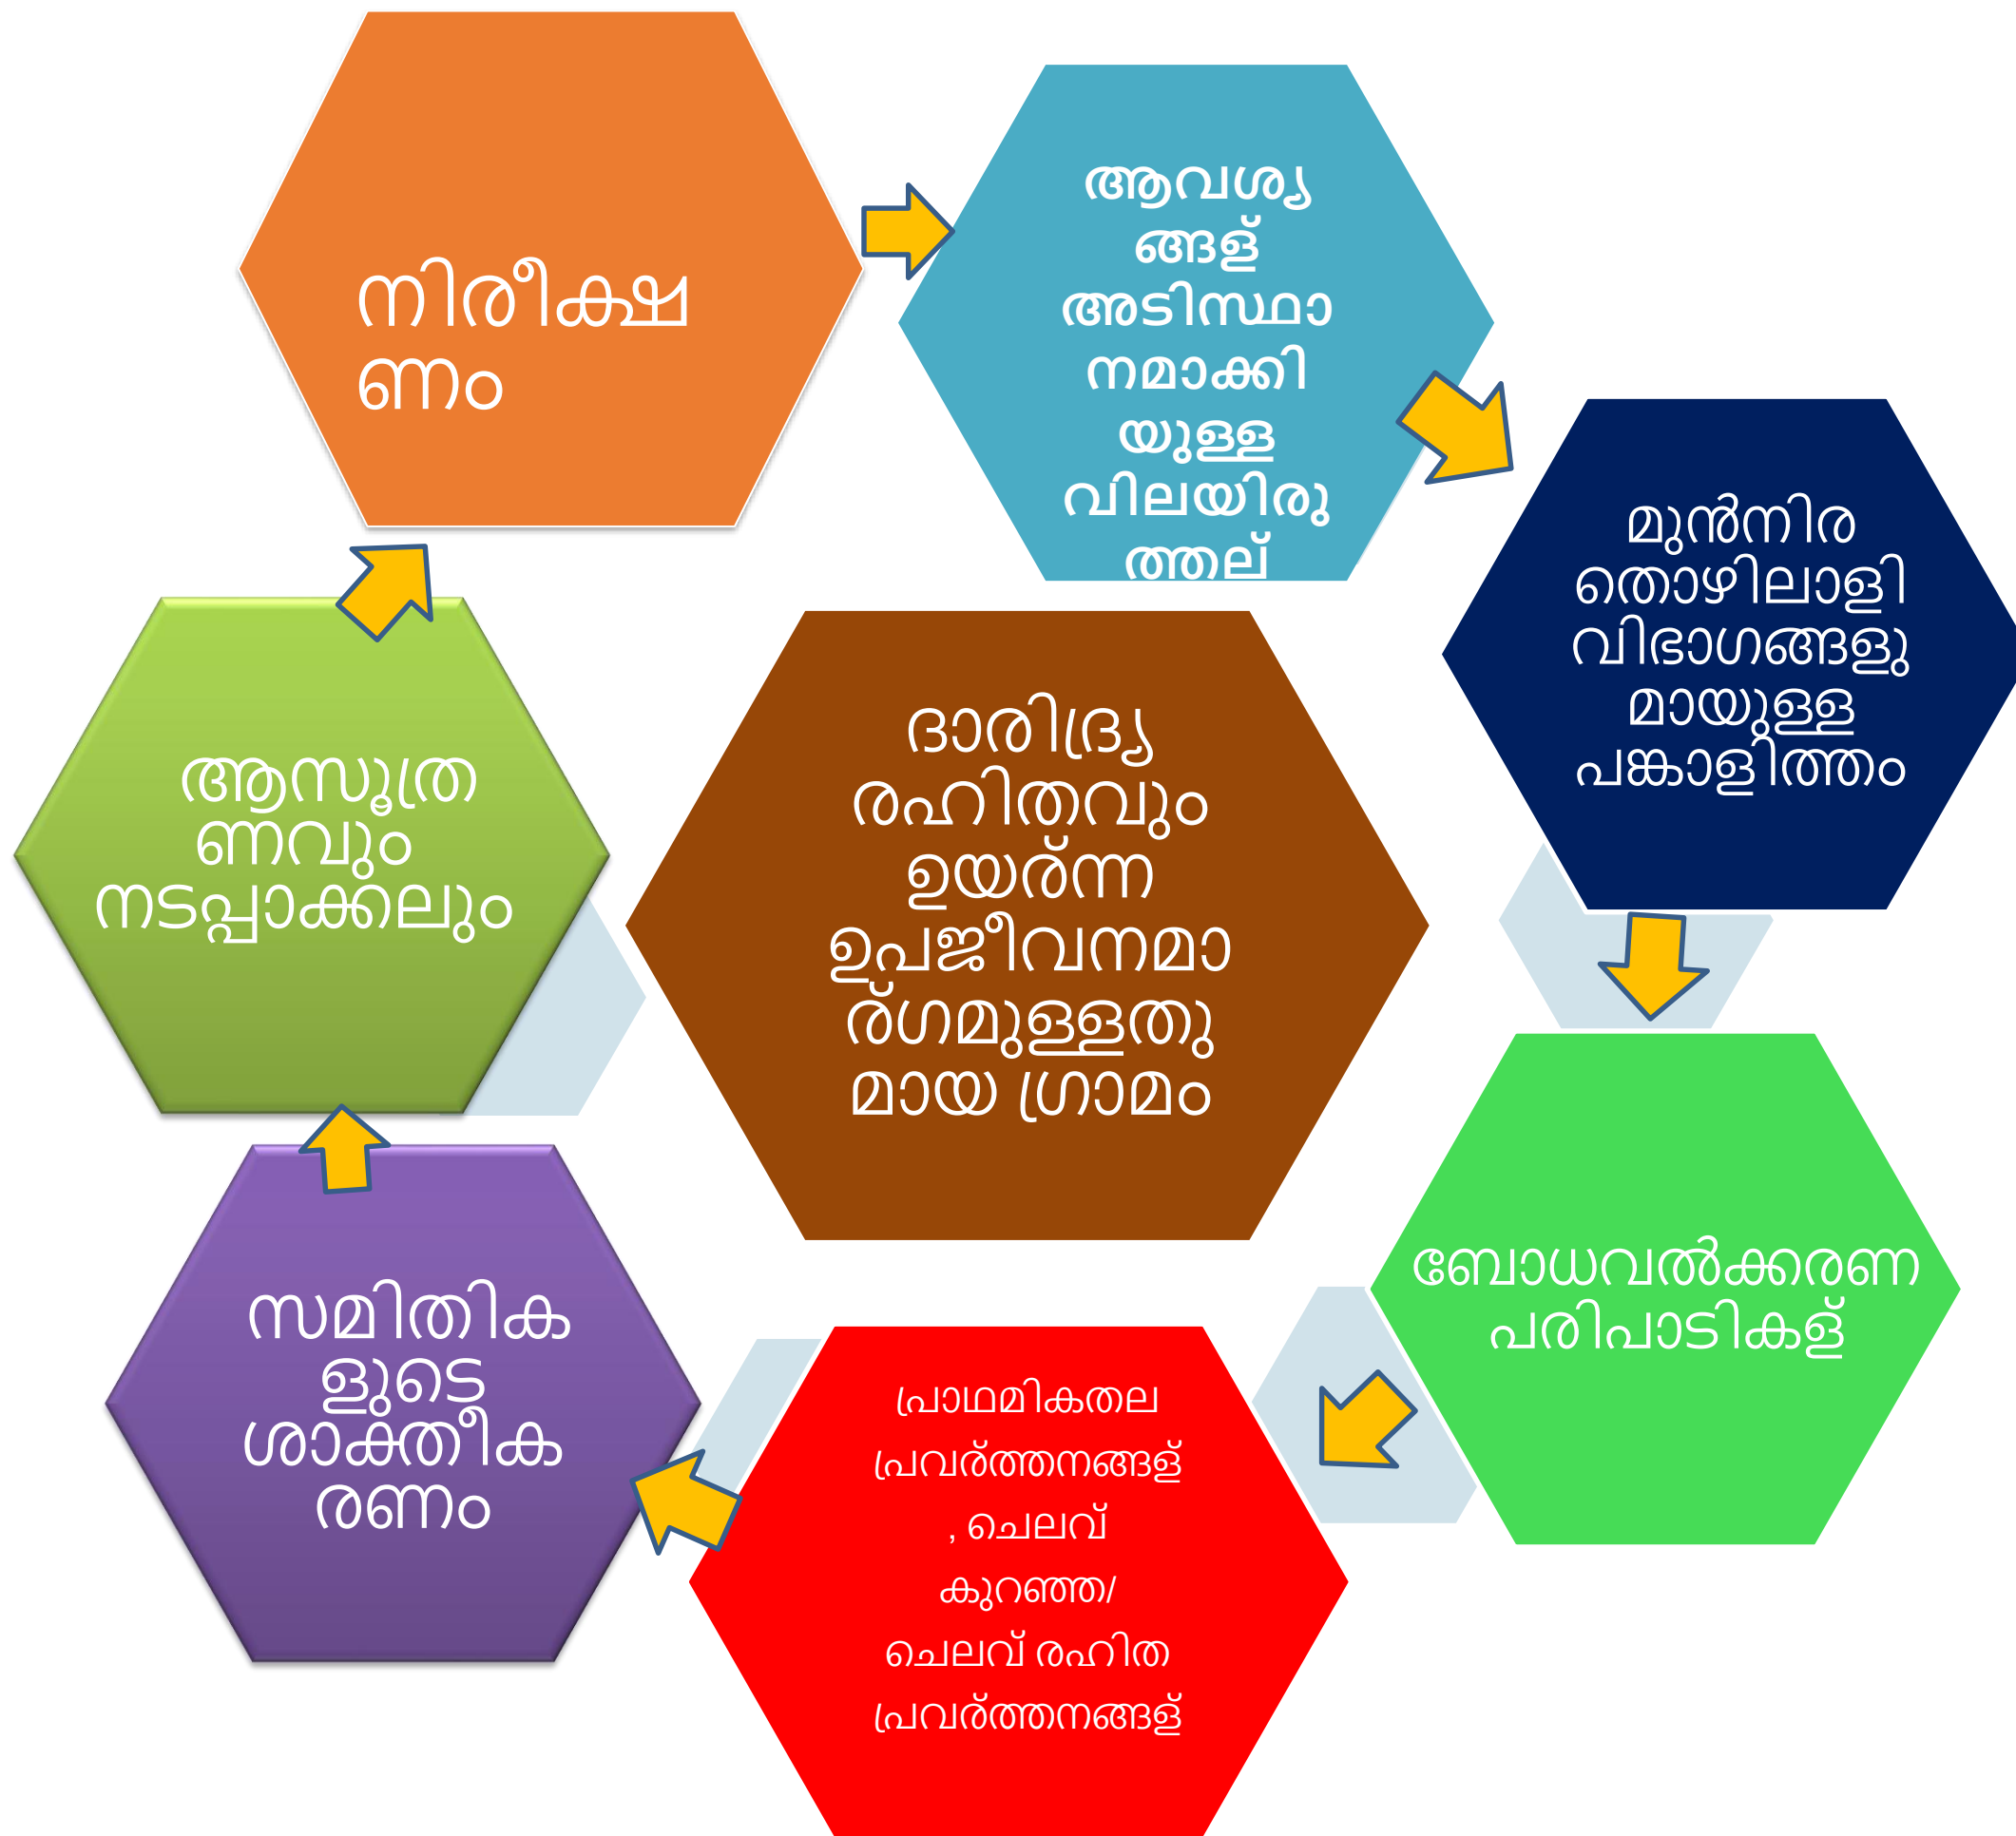 നിരീക്ഷ
ണം
ആവശ്യ
ങ്ങള്
അടിസ്ഥാ
നമാക്കി
യുള്ള
വിലയിരു
ത്തല്
മുൻനിര
തൊഴിലാളി
വിഭാഗങ്ങളു
മായുള്ള
പങ്കാളിത്തം
ബോധവൽക്കരണ
പരിപാടികള്
പ്രാഥമികതല
പ്രവര്ത്തനങ്ങള്
, ചെലവ്
കുറഞ്ഞ/
ചെലവ് രഹിത
പ്രവര്ത്തനങ്ങള്
സമിതിക
ളുടെ
ശാക്തീക
രണം
ആസൂത്ര
ണവും
നടപ്പാക്കലും
ദാരിദ്ര്യ
രഹിതവും
ഉയര്ന്ന
ഉപജീവനമാ
ര്ഗമുള്ളതു
മായ ഗ്രാമം